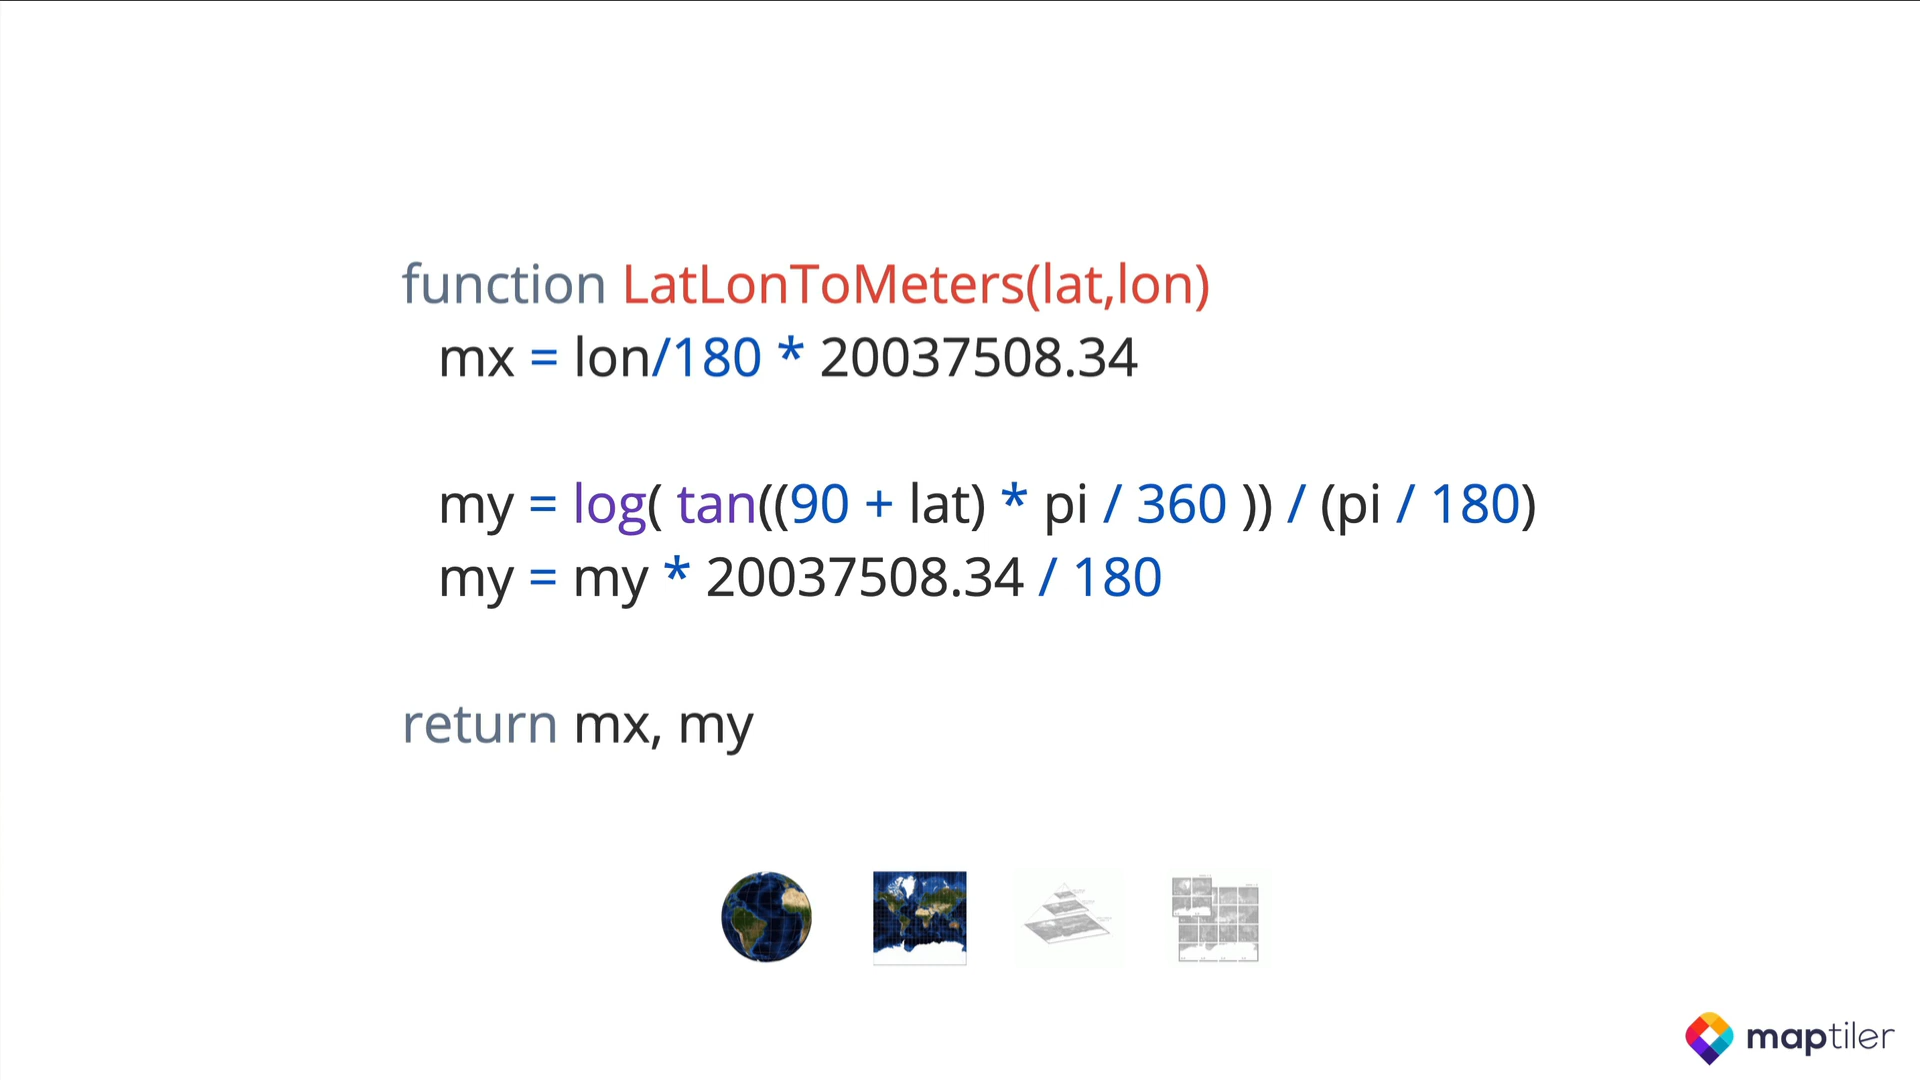 function LatLonToMeters(lat,lon)
mx = lon/180 * 20037508.34
my = log( tan((90 + lat) * pi / 360 )) / (pi / 180)
my = my * 20037508.34 / 180
return mx, my
maptiler